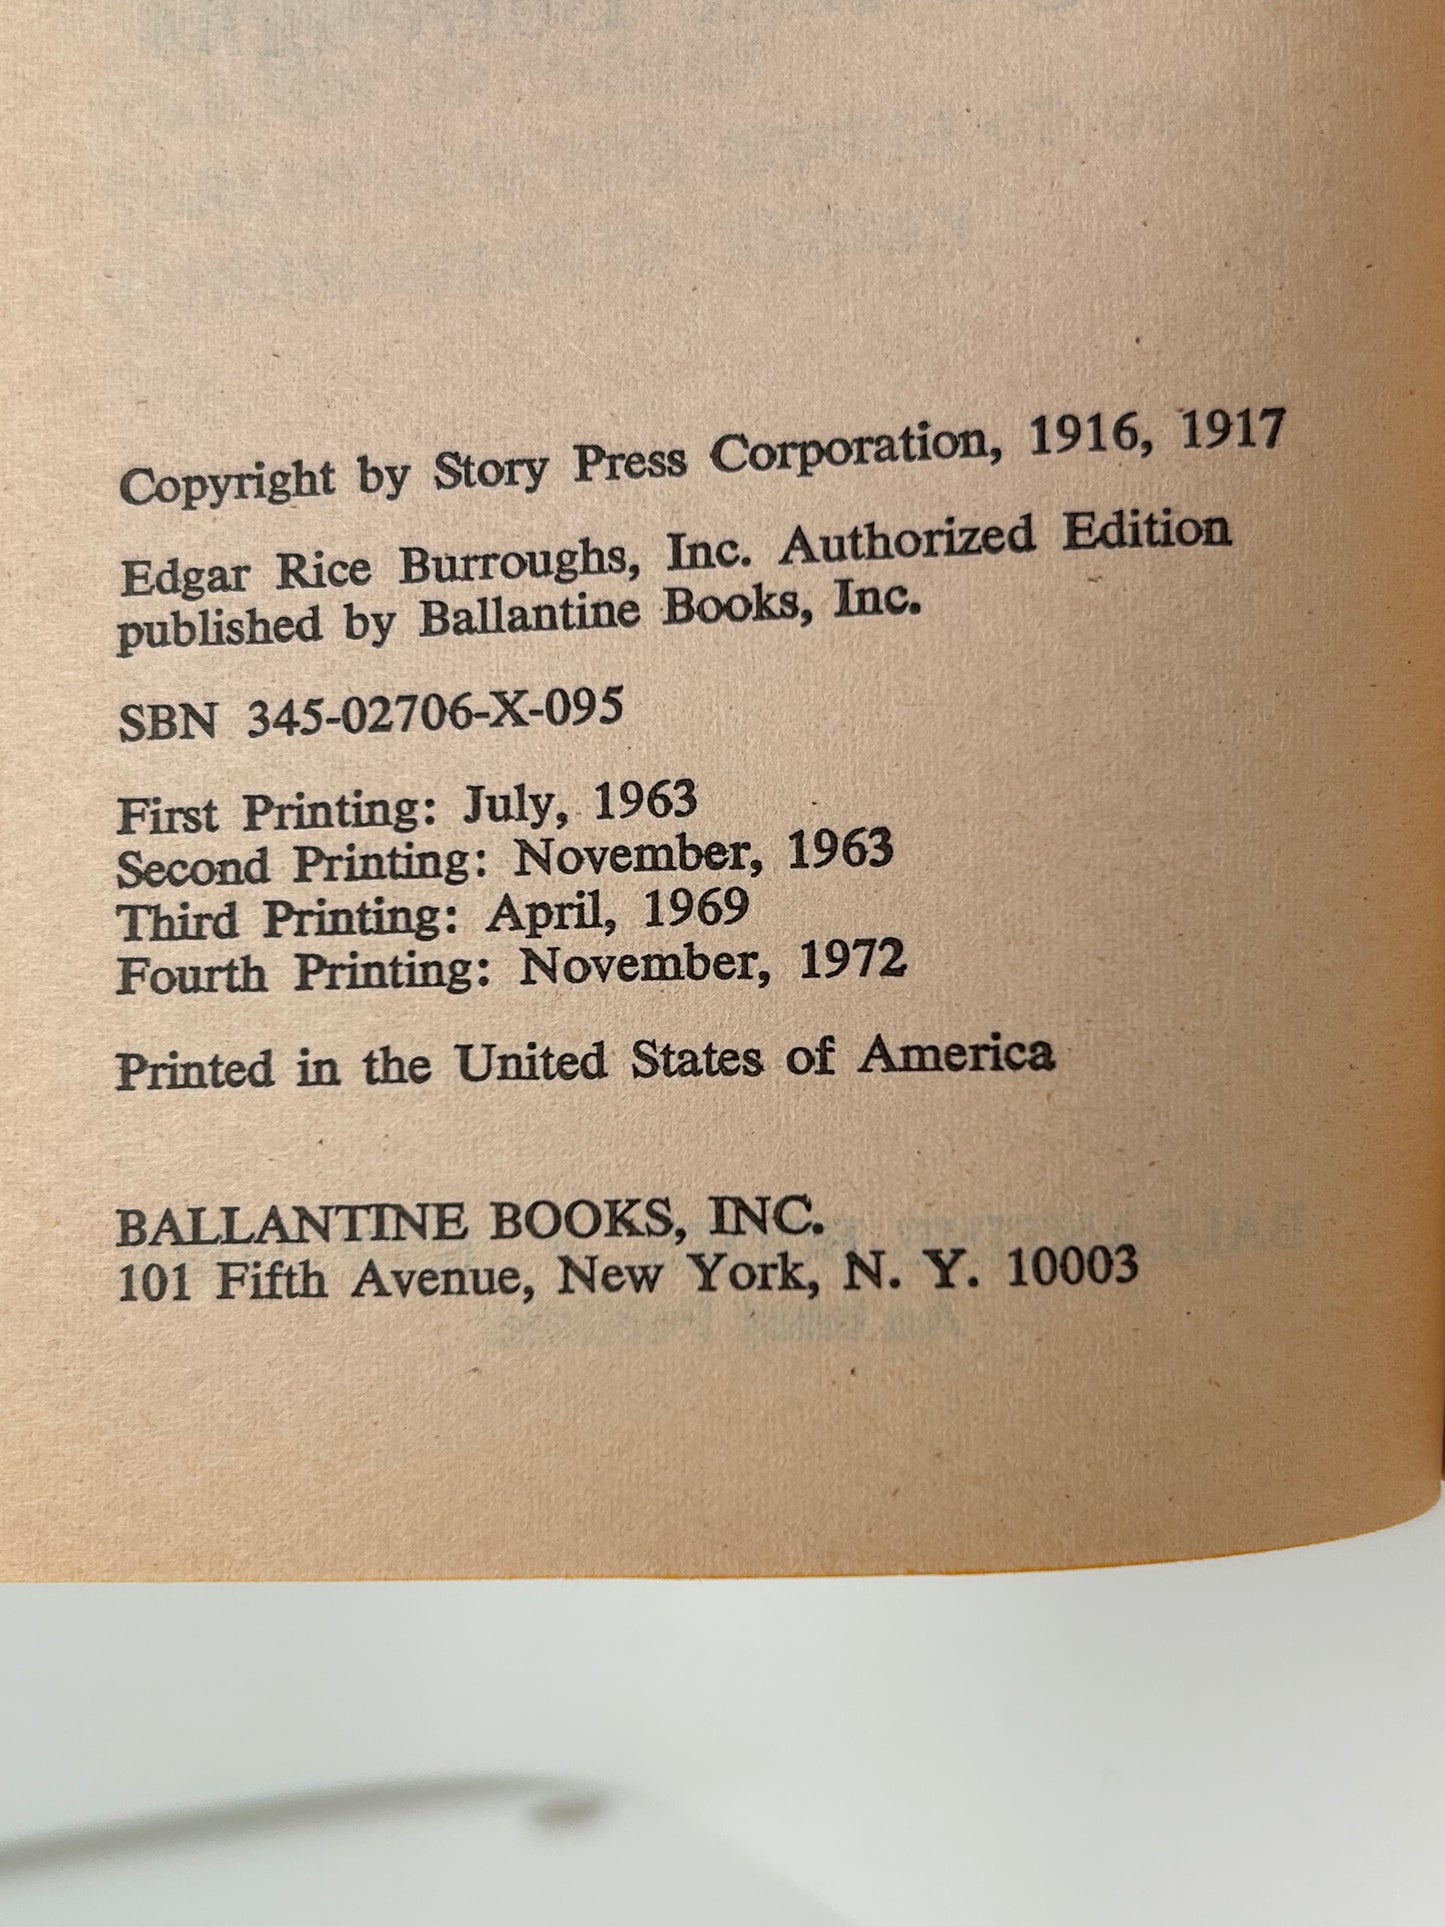 Copyright by Story Press Corporation, 1916, 1917
Edgar Rice Burroughs, Inc. Authorized Edition
published by Ballantine Books, Inc.
SBN 345-02706-X-095
First Printing: July, 1963
Second Printing: November, 1963
Third Printing: April, 1969
Fourth Printing: November, 1972
Printed in the United States of America
BALLANTINE BOOKS, INC.
101 Fifth Avenue, New York, N. Y. 10003